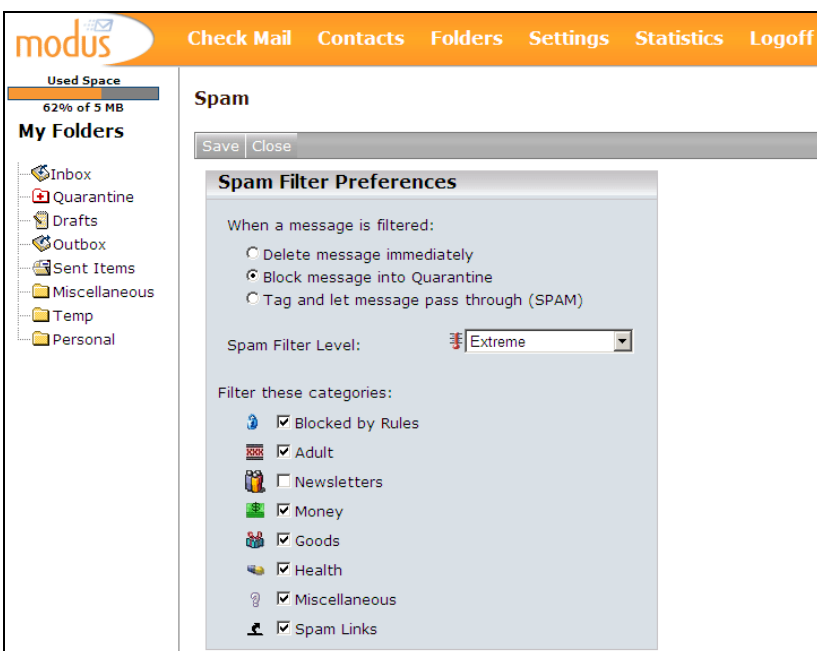 modus
Check Mail Contacts Folders Settings Statistics Logoff
Used Space
62% of 5 MB
My Folders
Inbox
Quarantine
Drafts
Outbox
Sent Items
Miscellaneous
Temp
Personal
Spam
Save Close
Spam Filter Preferences
When a message is filtered:
Delete message immediately
Block message into Quarantine
Tag and let message pass through (SPAM)
Spam Filter Level: Extreme
Filter these categories:
Blocked by Rules
XXX Adult
Newsletters
$ Money
Goods
Health
Miscellaneous
Spam Links